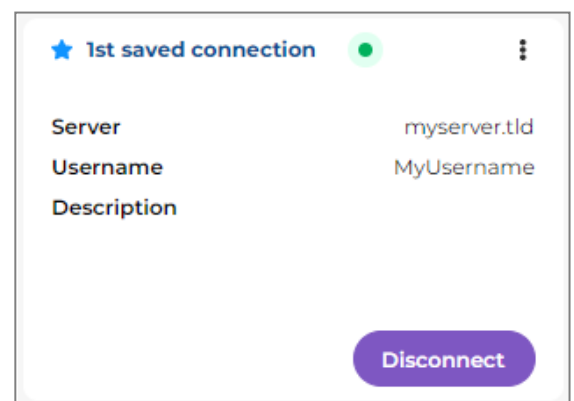 1st saved connection
Server myserver.tld
Username MyUsername
Description
Disconnect